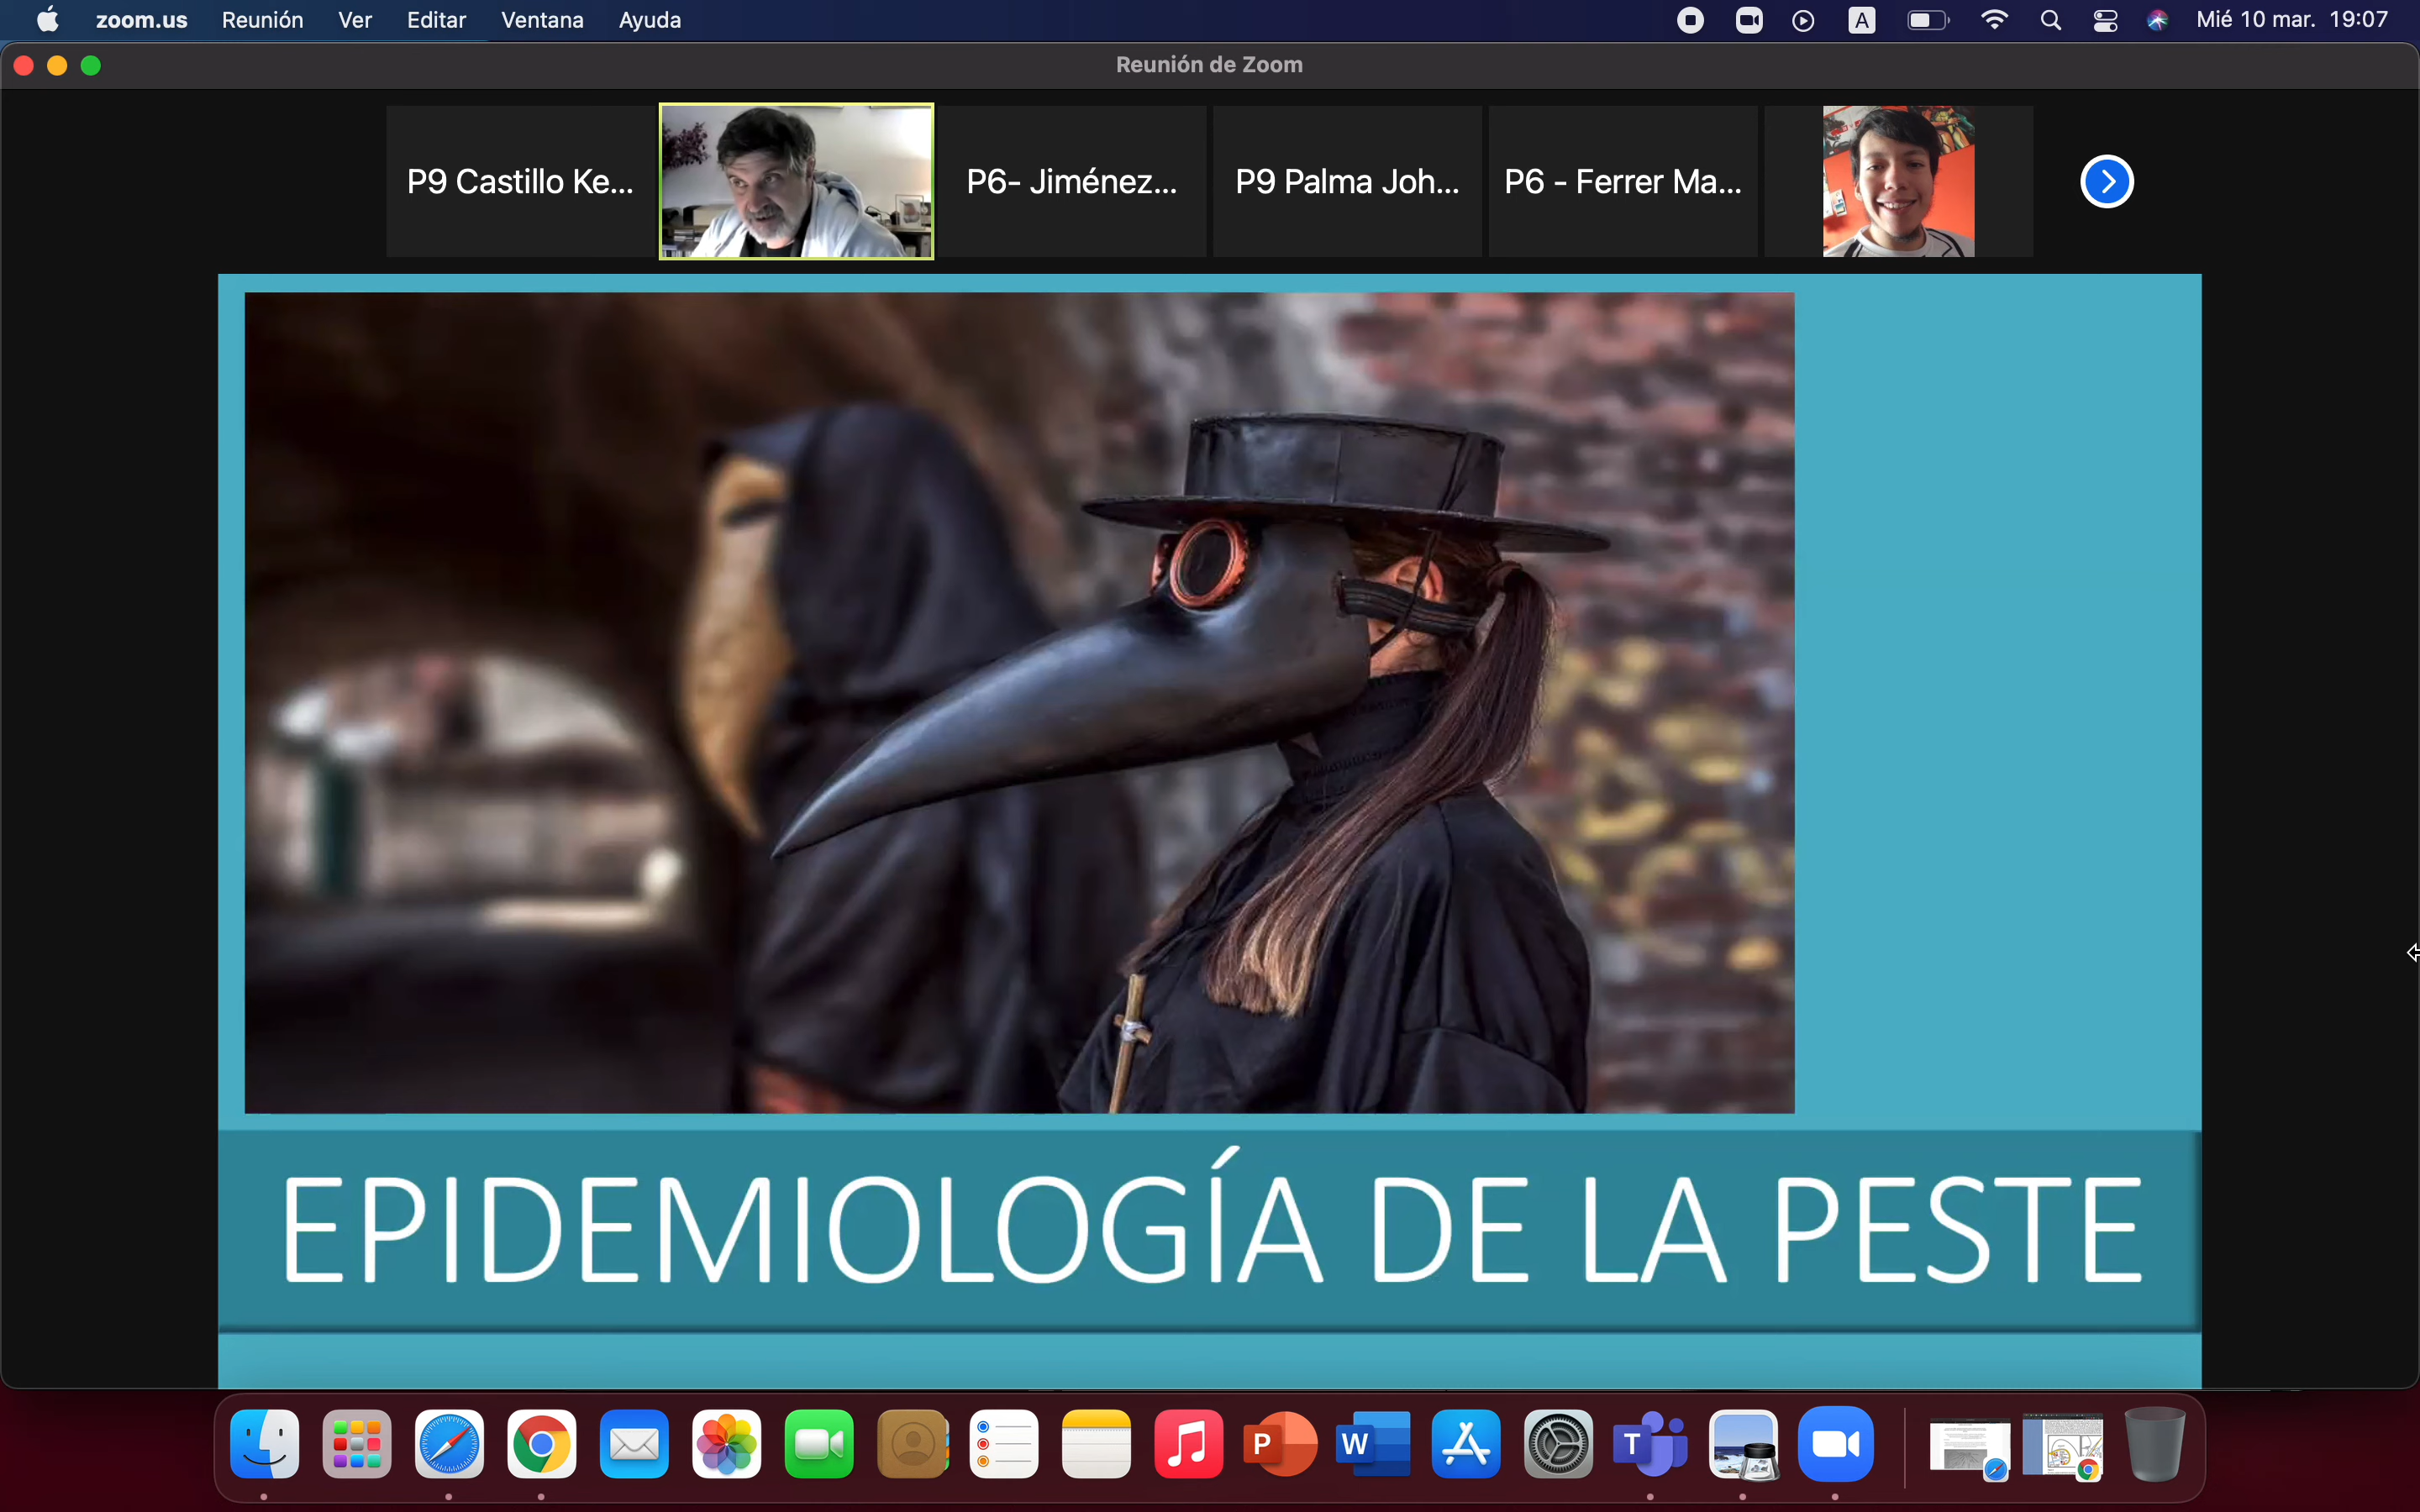 zoom.us Reunión Ver Editar Ventana Ayuda
A
Mié 10 mar. 19:07
Reunión de Zoom
P9 Castillo Ke...
P6- Jiménez...
P9 Palma Joh...
P6 - Ferrer Ma...
EPIDEMIOLOGÍA DE LA PESTE
P
W
T